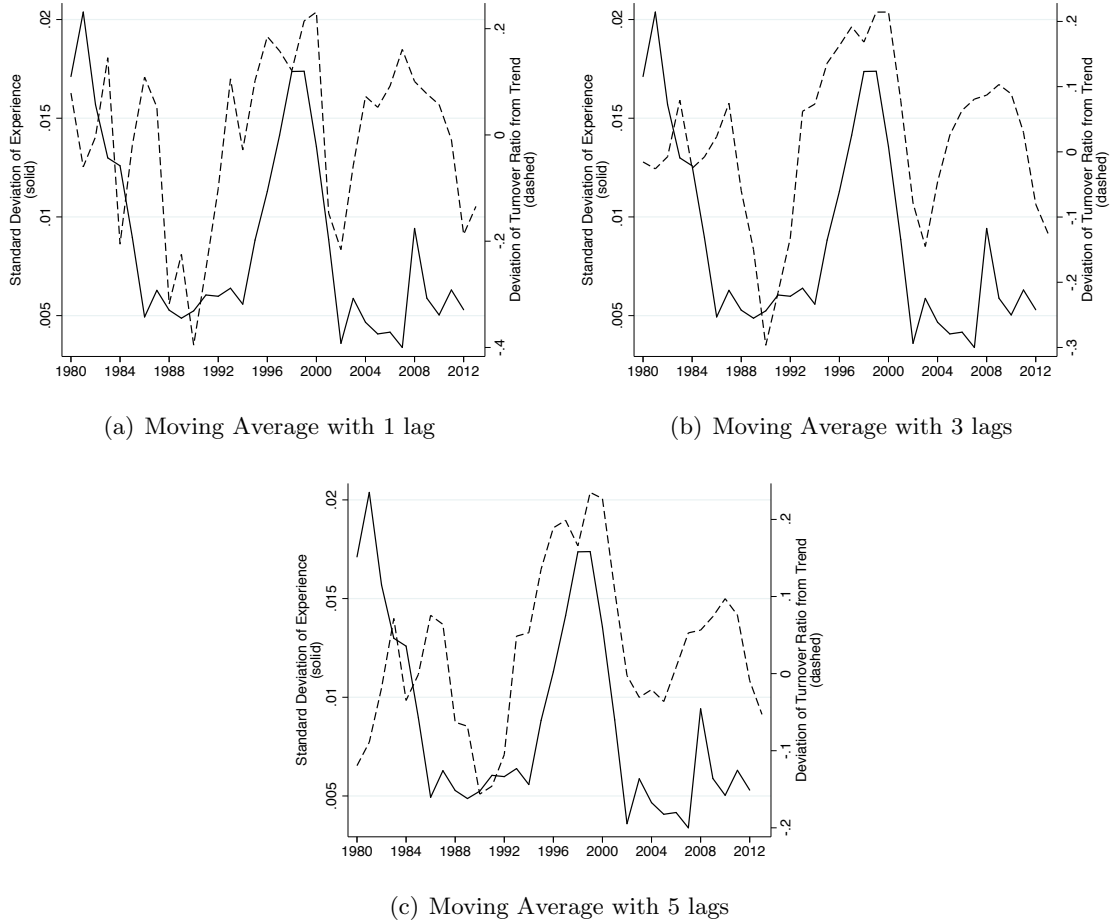 Standard Deviation of Experience
(solid)
.005 .01 .015 .02
-.4 -.2 0 .2
Deviation of Turnover Ratio from Trend
(dashed)
1980 1984 1988 1992 1996 2000 2004 2008 2012
(a) Moving Average with 1 lag
Standard Deviation of Experience
(solid)
.005 .01 .015 .02
-.3 -.2 -.1 0 .1 .2
Deviation of Turnover Ratio from Trend
(dashed)
1980 1984 1988 1992 1996 2000 2004 2008 2012
(b) Moving Average with 3 lags
Standard Deviation of Experience
(solid)
.005 .01 .015 .02
-.2 -.1 0 .1 .2
Deviation of Turnover Ratio from Trend
(dashed)
1980 1984 1988 1992 1996 2000 2004 2008 2012
(c) Moving Average with 5 lags